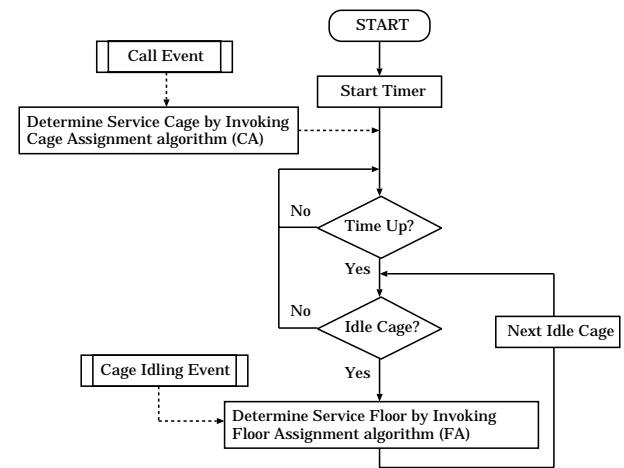 START
Call Event
Start Timer
Determine Service Cage by Invoking
Cage Assignment algorithm (CA)
No
Time Up?
Yes
No
Idle Cage?
Next Idle Cage
Yes
Cage Idling Event
Determine Service Floor by Invoking
Floor Assignment algorithm (FA)